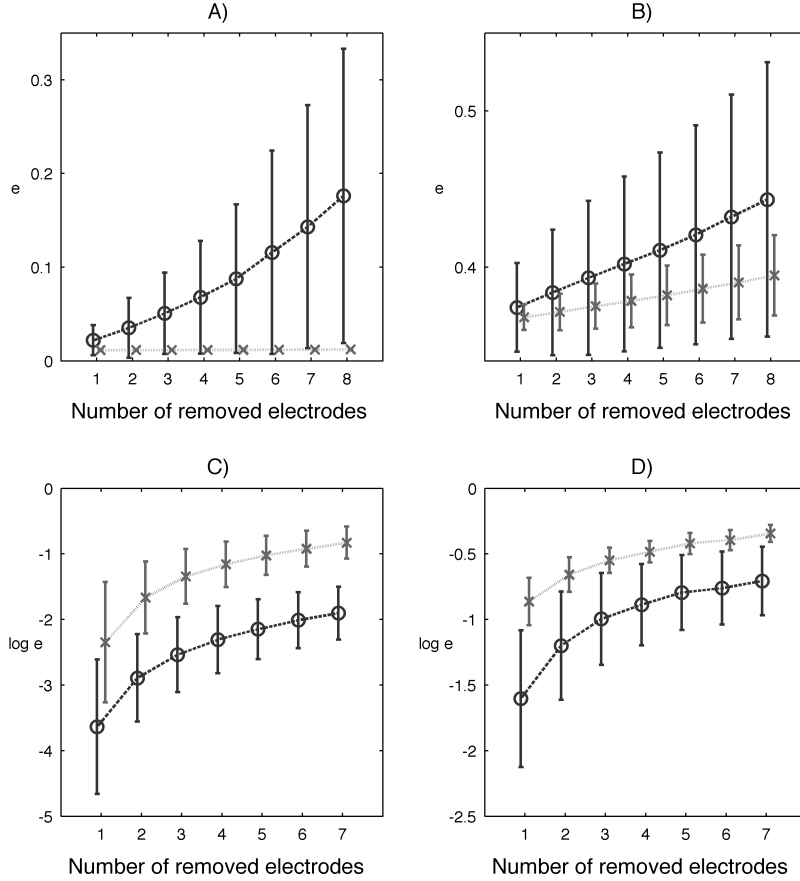 A)
0.3
0.2
e
0.1
0
1 2 3 4 5 6 7 8
Number of removed electrodes
B)
0.5
e
0.4
1 2 3 4 5 6 7 8
Number of removed electrodes
C)
0
-1
-2
log e
-3
-4
-5
1 2 3 4 5 6 7
Number of removed electrodes
D)
0
-0.5
-1
log e
-1.5
-2
-2.5
1 2 3 4 5 6 7
Number of removed electrodes